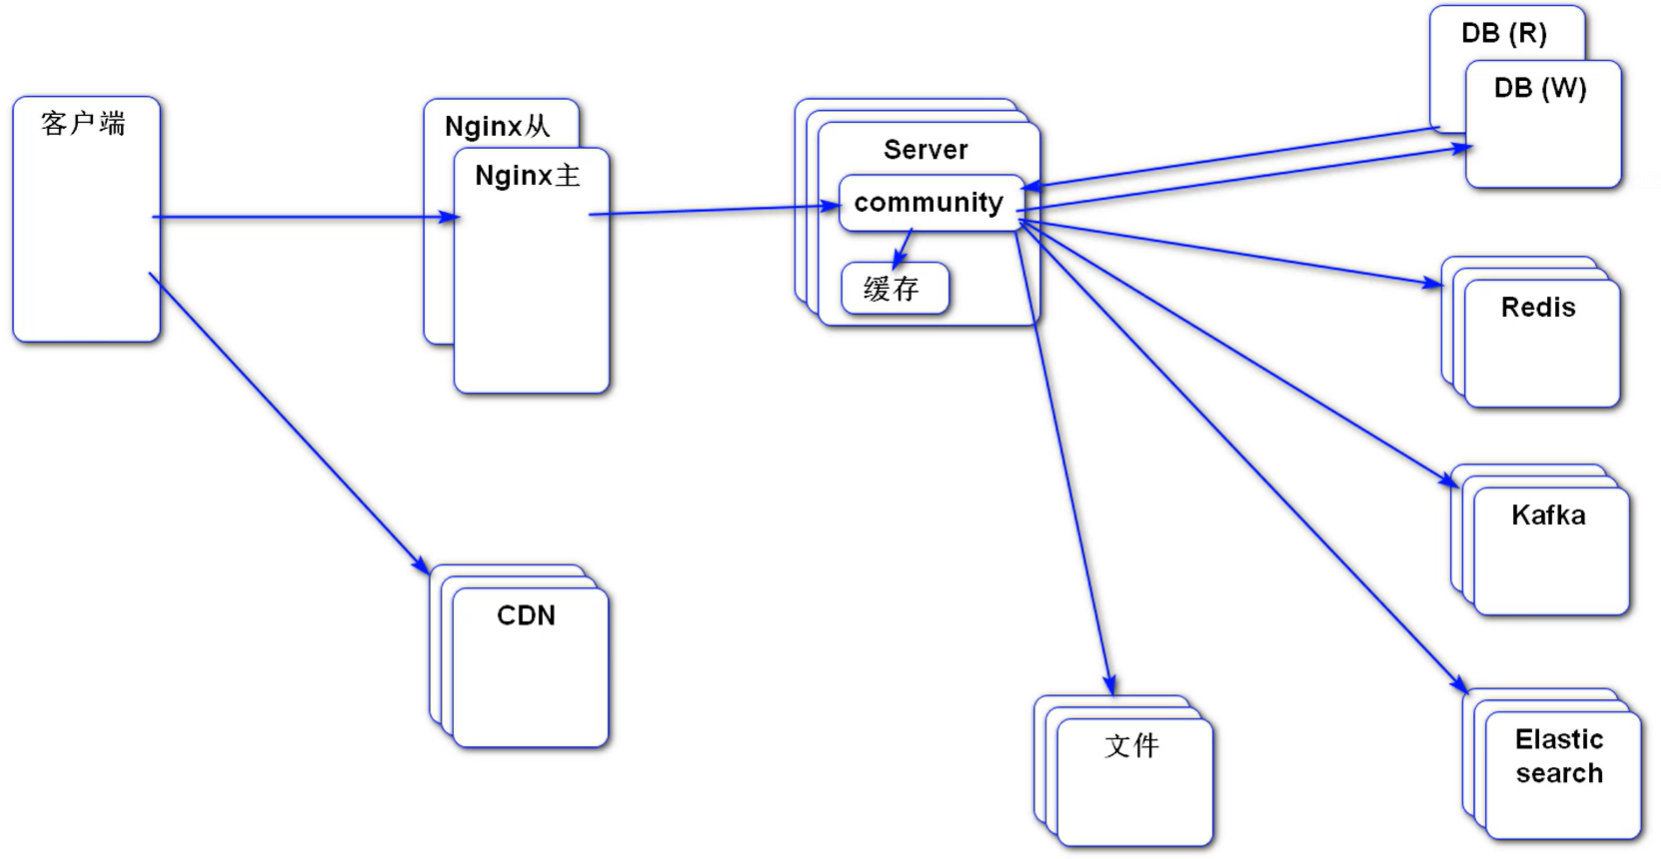 客户端
Nginx从
Nginx主
Server
community
缓存
DB (R)
DB (W)
Redis
Kafka
Elastic
search
文件
CDN